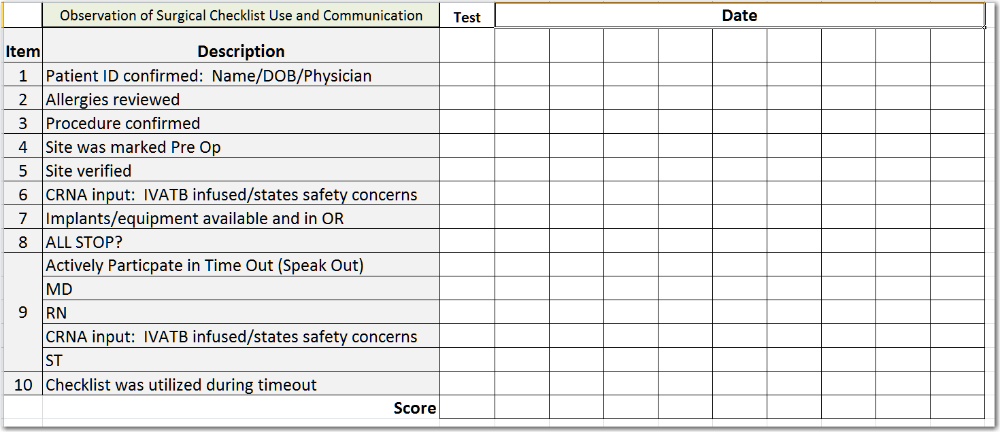 Observation of Surgical Checklist Use and Communication Test Date
Item Description
1 Patient ID confirmed:  Name/DOB/Physician
2 Allergies reviewed
3 Procedure confirmed
4 Site was marked Pre Op
5 Site verified
6 CRNA input:  IVATB infused/states safety concerns
7 Implants/equipment available and in OR
8 ALL STOP?
Actively Particpate in Time Out (Speak Out)
MD
9 RN
CRNA input:  IVATB infused/states safety concerns
ST
10 Checklist was utilized during timeout
Score